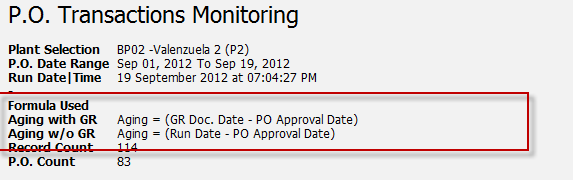 P.O. Transactions Monitoring
Plant Selection BP02 -Valenzuela 2 (P2)
P.O. Date Range Sep 01, 2012 To Sep 19, 2012
Run Date|Time 19 September 2012 at 07:04:27 PM
-
Formula Used
Aging with GR Aging = (GR Doc. Date - PO Approval Date)
Aging w/o GR Aging = (Run Date - PO Approval Date)
Record Count 114
P.O. Count 83